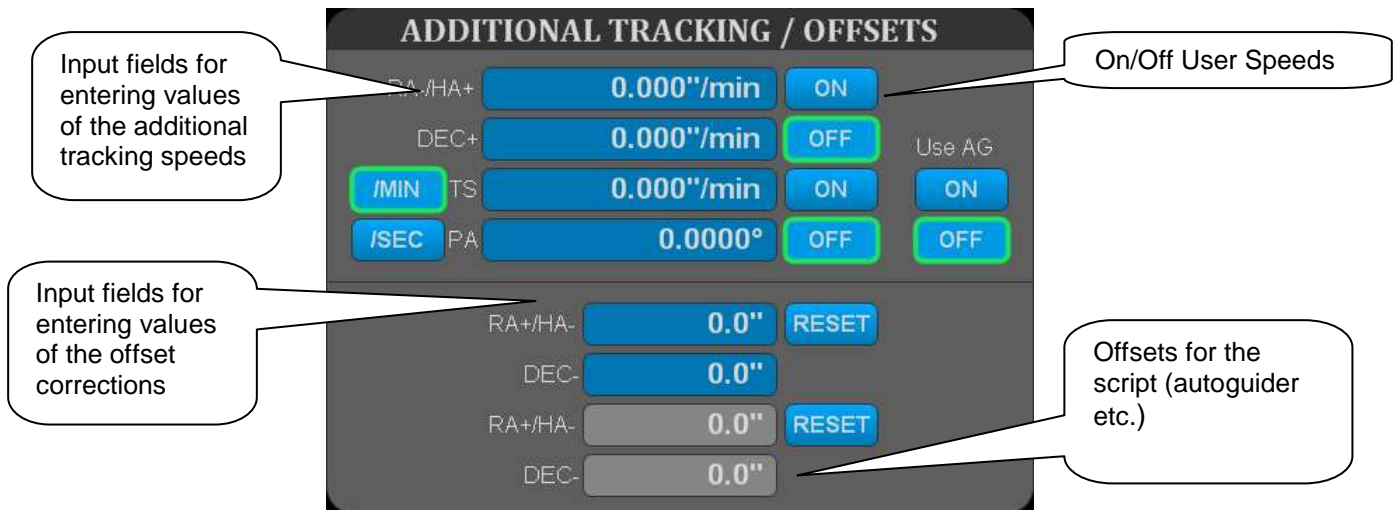 ADDITIONAL TRACKING / OFFSETS
Input fields for
entering values
of the additional
tracking speeds
On/Off User Speeds
RA-/HA+ 0.000"/min ON
DEC+ 0.000"/min OFF Use AG
/MIN TS 0.000"/min ON ON
/SEC PA 0.0000° OFF OFF
Input fields for
entering values
of the offset
corrections
RA+/HA- 0.0" RESET
DEC- 0.0"
RA+/HA- 0.0" RESET
DEC- 0.0"
Offsets for the
script (autoguider
etc.)